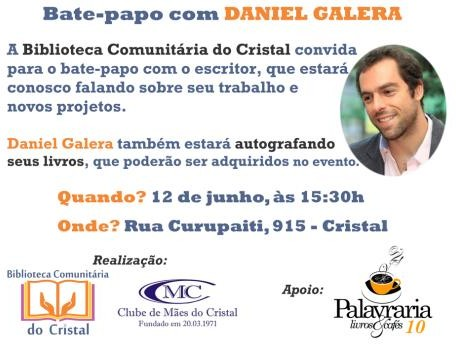 Bate-papo com DANIEL GALERA
A Biblioteca Comunitária do Cristal convida
para o bate-papo com o escritor, que estará
conosco falando sobre seu trabalho e
novos projetos.
Daniel Galera também estará autografando
seus livros, que poderão ser adquiridos no evento.
Quando? 12 de junho, às 15:30h
Onde? Rua Curupaiti, 915 - Cristal
Realização:
Biblioteca Comunitária
do Cristal
CMC
Clube de Mães do Cristal
Fundado em 20.03.1971
Apoio:
Palavraria
livros & cafés 10